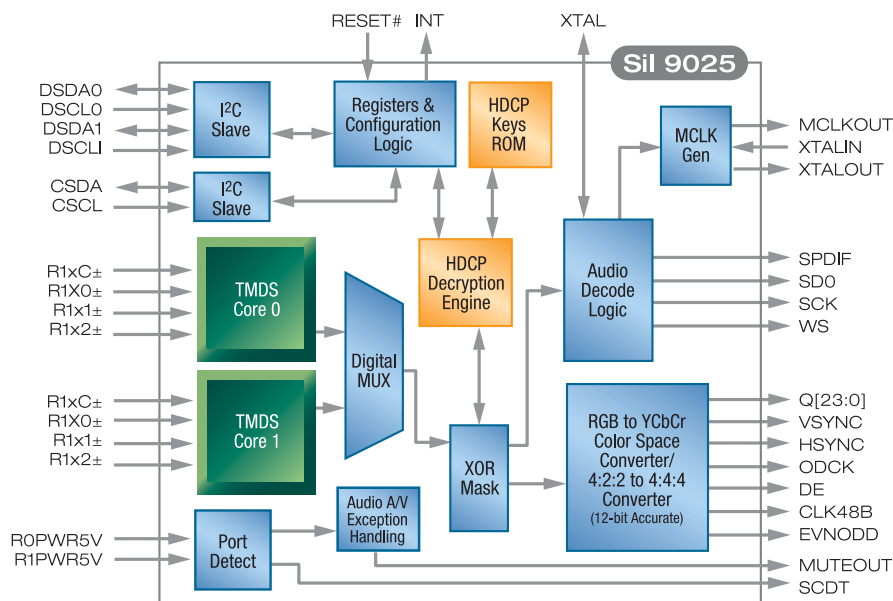 RESET# INT XTAL
SiI 9025
DSDA0
DSCL0
DSDA1
DSCLI
I²C
Slave
Registers &
Configuration
Logic
HDCP
Keys
ROM
MCLK
Gen
MCLKOUT
XTALIN
XTALOUT
CSDA
CSCL
I²C
Slave
R1xC±
R1X0±
R1x1±
R1x2±
TMDS
Core 0
HDCP
Decryption
Engine
Audio
Decode
Logic
SPDIF
SD0
SCK
WS
Digital
MUX
R1xC±
R1X0±
R1x1±
R1x2±
TMDS
Core 1
XOR
Mask
RGB to YCbCr
Color Space
Converter/
4:2:2 to 4:4:4
Converter
(12-bit Accurate)
Q[23:0]
VSYNC
HSYNC
ODCK
DE
CLK48B
EVNODD
R0PWR5V
R1PWR5V
Port
Detect
Audio A/V
Exception
Handling
MUTEOUT
SCDT